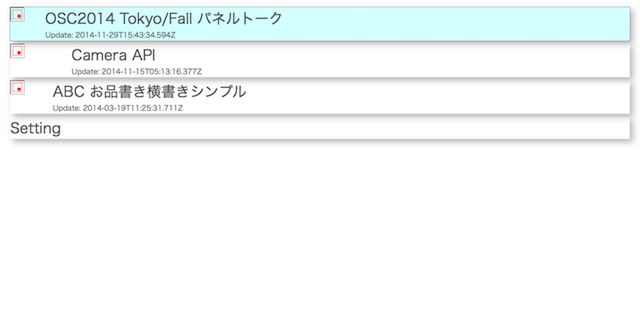 OSC2014 Tokyo/Fall パネルトーク
Update: 2014-11-29T15:43:34.594Z
Camera API
Update: 2014-11-15T05:13:16.377Z
ABC お品書き横書きシンプル
Update: 2014-03-19T11:25:31.711Z
Setting